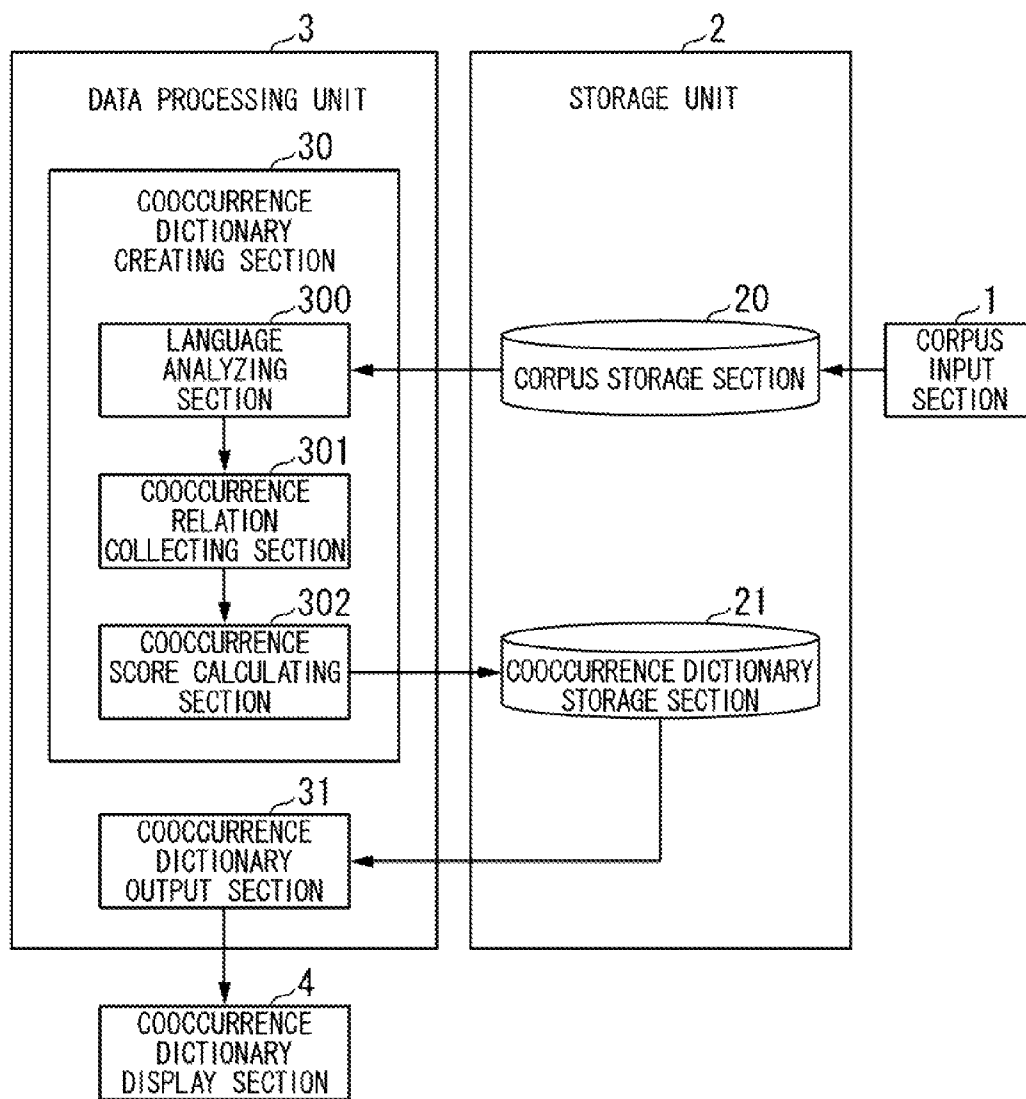 3
DATA PROCESSING UNIT
30
COOCCURRENCE
DICTIONARY
CREATING SECTION
300
LANGUAGE
ANALYZING
SECTION
301
COOCCURRENCE
RELATION
COLLECTING SECTION
302
COOCCURRENCE
SCORE CALCULATING
SECTION
31
COOCCURRENCE
DICTIONARY
OUTPUT SECTION
4
COOCCURRENCE
DICTIONARY
DISPLAY SECTION
2
STORAGE UNIT
20
CORPUS STORAGE SECTION
21
COOCCURRENCE DICTIONARY
STORAGE SECTION
1
CORPUS
INPUT
SECTION